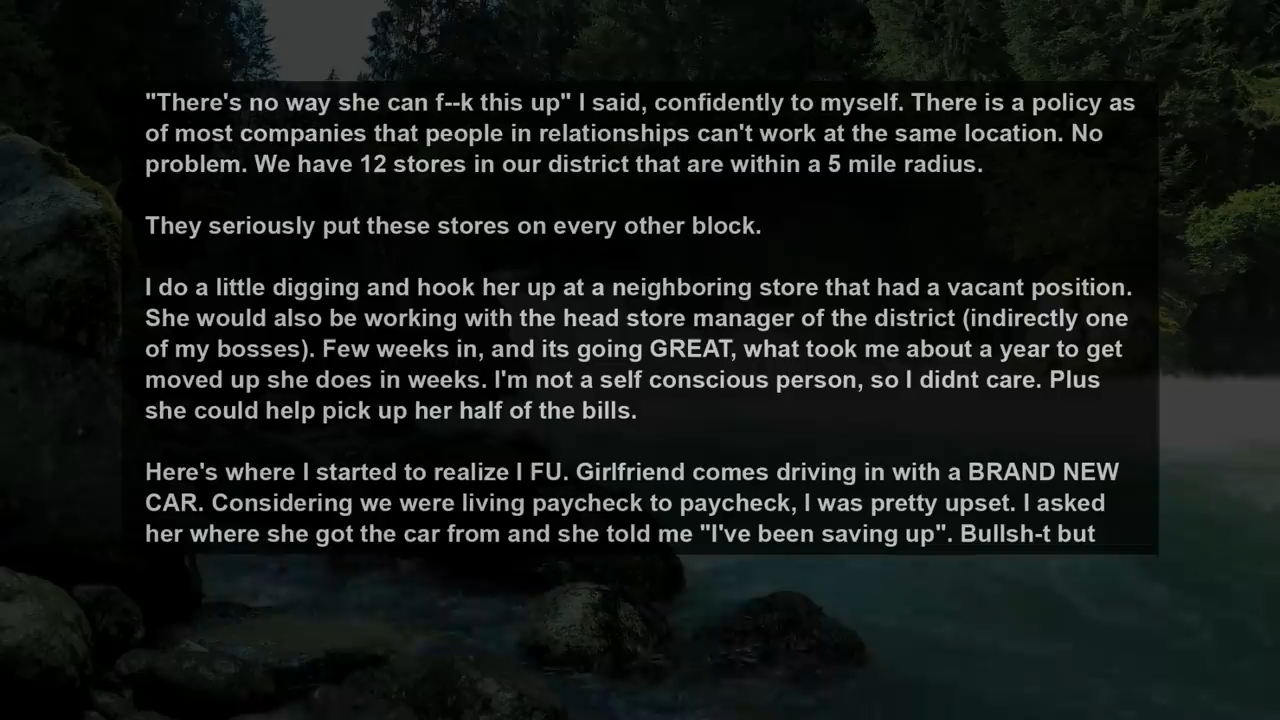 "There's no way she can f--k this up" I said, confidently to myself. There is a policy as
of most companies that people in relationships can't work at the same location. No
problem. We have 12 stores in our district that are within a 5 mile radius.
They seriously put these stores on every other block.
I do a little digging and hook her up at a neighboring store that had a vacant position.
She would also be working with the head store manager of the district (indirectly one
of my bosses). Few weeks in, and its going GREAT, what took me about a year to get
moved up she does in weeks. I'm not a self conscious person, so I didnt care. Plus
she could help pick up her half of the bills.
Here's where I started to realize I FU. Girlfriend comes driving in with a BRAND NEW
CAR. Considering we were living paycheck to paycheck, I was pretty upset. I asked
her where she got the car from and she told me "I've been saving up". Bullsh-t but